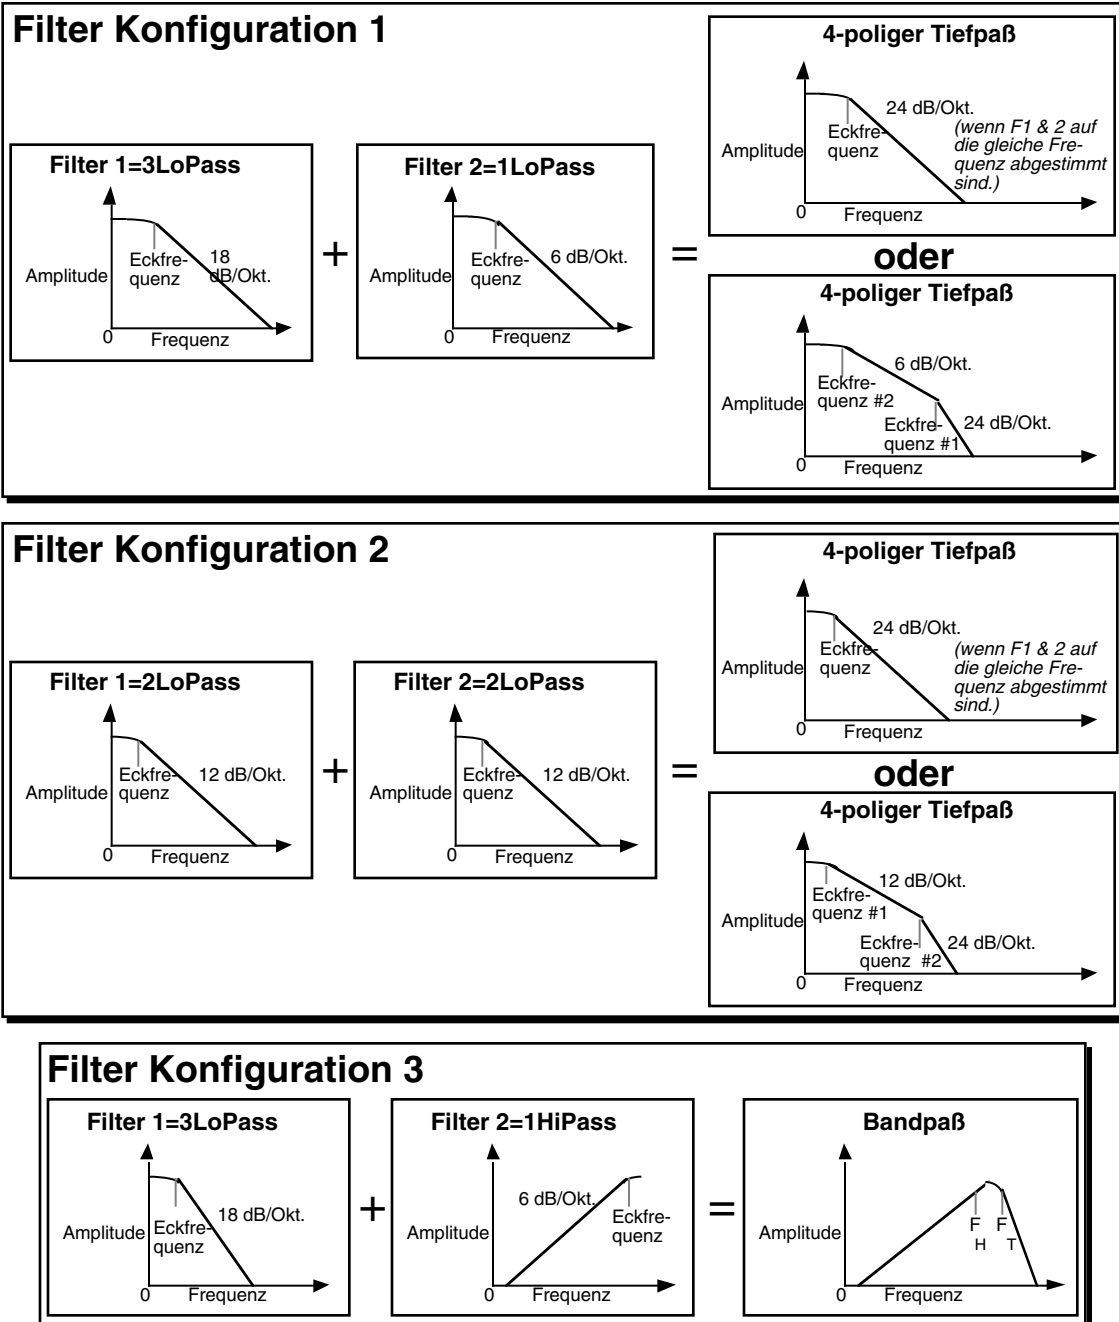 Filter Konfiguration 1
Filter 1=3LoPass
Amplitude
Eckfre-
quenz
18
dB/Okt.
0
Frequenz
+
Filter 2=1LoPass
Amplitude
Eckfre-
quenz
6 dB/Okt.
0
Frequenz
=
4-poliger Tiefpaß
24 dB/Okt.
Eckfre-
quenz
(wenn F1 & 2 auf
die gleiche Fre-
quenz abgestimmt
sind.)
Amplitude
0
Frequenz
oder
4-poliger Tiefpaß
6 dB/Okt.
Eckfre-
quenz #2
Amplitude
Eckfre-
quenz #1
24 dB/Okt.
0
Frequenz
Filter Konfiguration 2
Filter 1=2LoPass
Amplitude
Eckfre-
quenz
12 dB/Okt.
0
Frequenz
+
Filter 2=2LoPass
Amplitude
Eckfre-
quenz
12 dB/Okt.
0
Frequenz
=
4-poliger Tiefpaß
24 dB/Okt.
Eckfre-
quenz
(wenn F1 & 2 auf
die gleiche Fre-
quenz abgestimmt
sind.)
Amplitude
0
Frequenz
oder
4-poliger Tiefpaß
12 dB/Okt.
Eckfre-
quenz #1
Amplitude
Eckfre-
quenz #2
24 dB/Okt.
0
Frequenz
Filter Konfiguration 3
Filter 1=3LoPass
Amplitude
Eckfre-
quenz
18 dB/Okt.
0
Frequenz
+
Filter 2=1HiPass
6 dB/Okt.
Amplitude
Eckfre-
quenz
0
Frequenz
=
Bandpaß
Amplitude
F F
H T
0
Frequenz